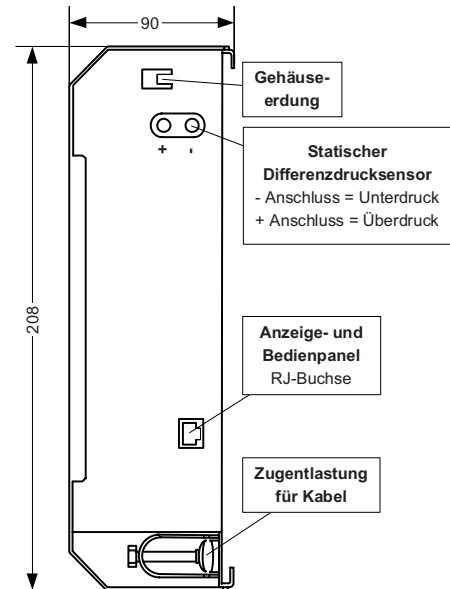 90
Gehäuse-
erdung
+ -
Statischer
Differenzdrucksensor
- Anschluss = Unterdruck
+ Anschluss = Überdruck
208
Anzeige- und
Bedienpanel
RJ-Buchse
Zugentlastung
für Kabel